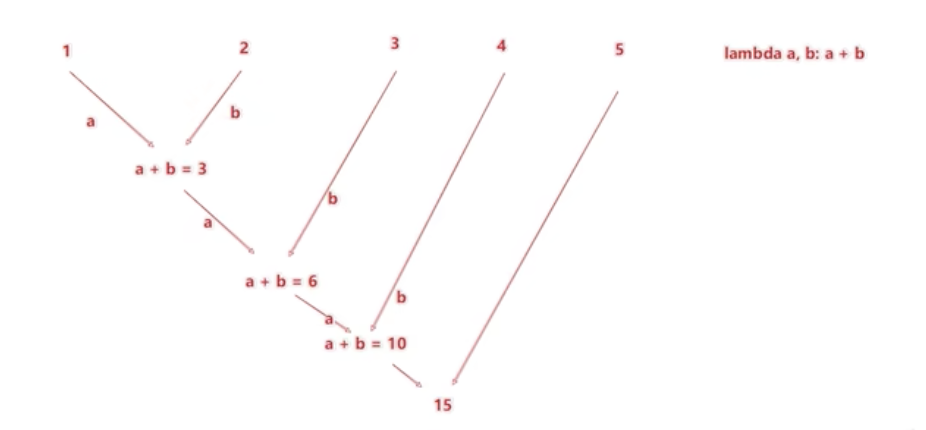 1
2
3
4
5
lambda a, b: a + b
a
b
a + b = 3
a
b
a + b = 6
a
b
a + b = 10
15